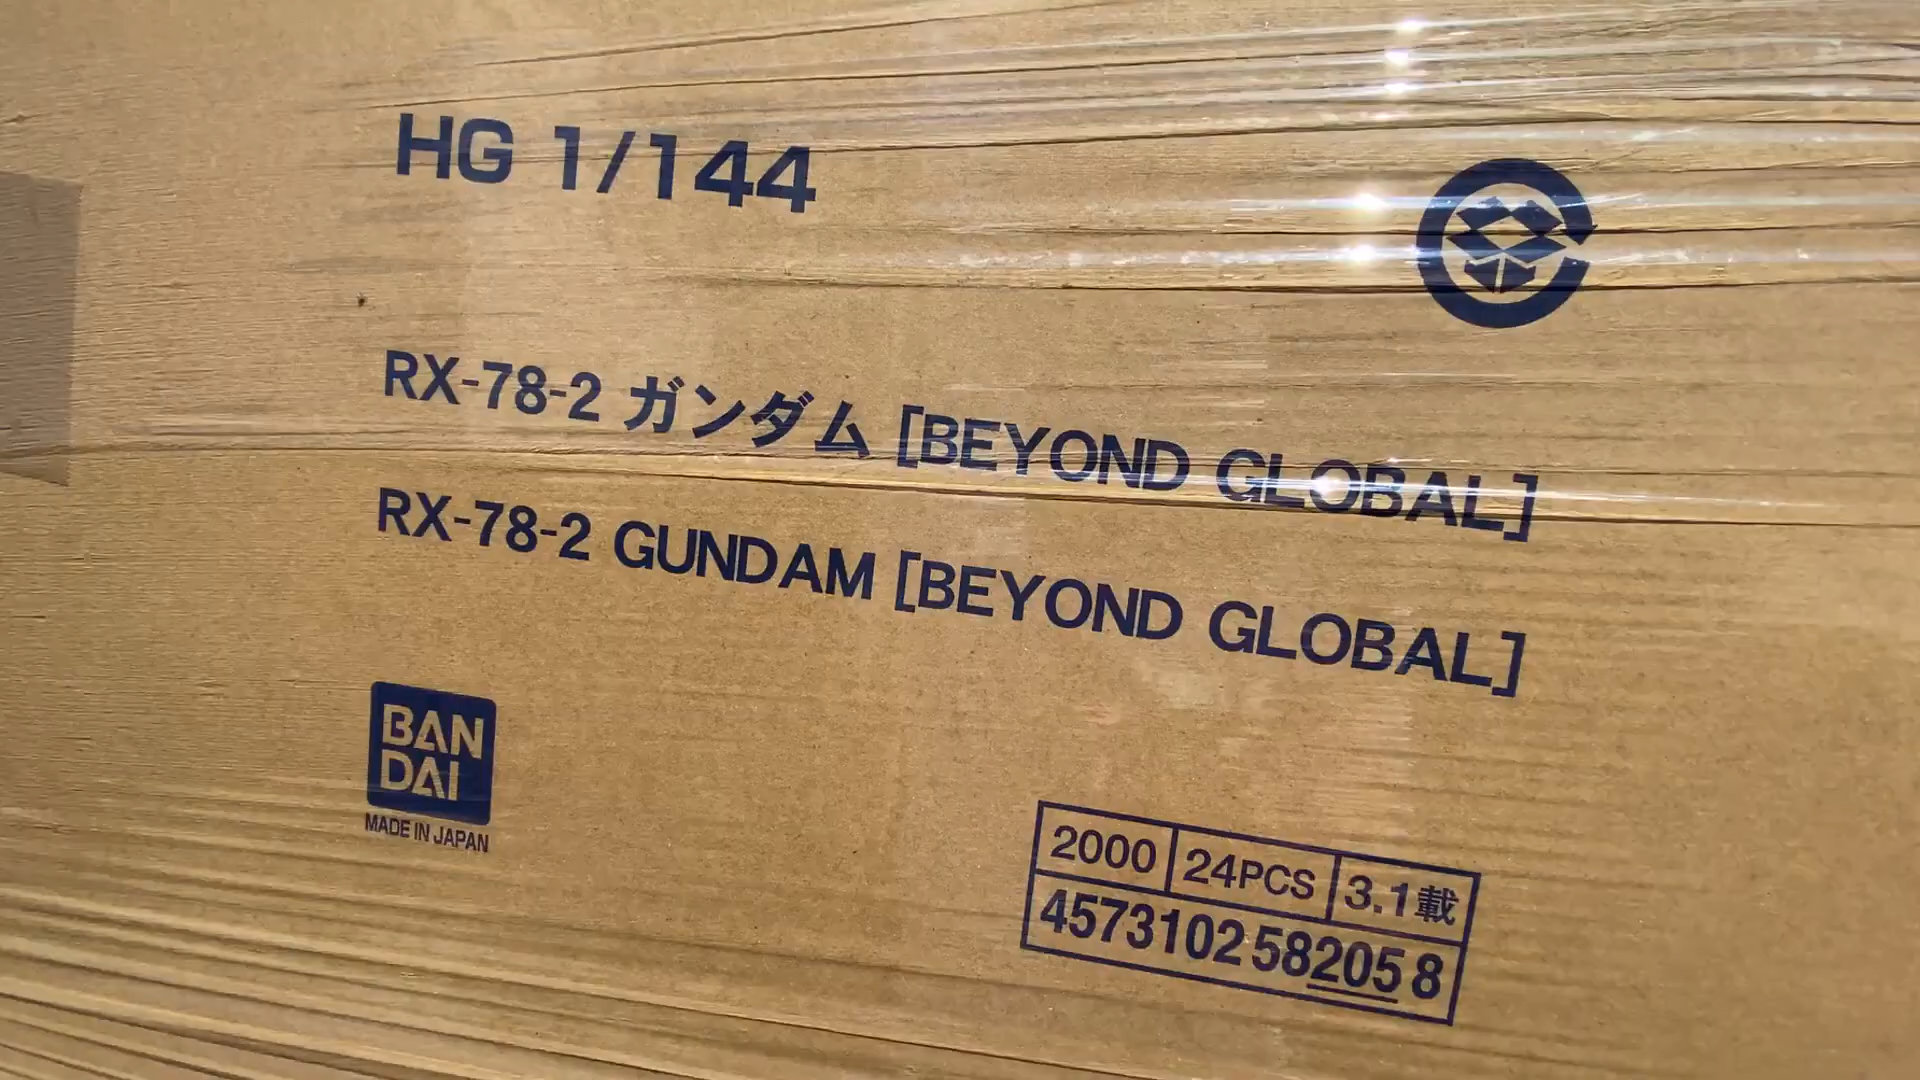 HG 1/144
RX-78-2 ガンダム [BEYOND GLOBAL]
RX-78-2 GUNDAM [BEYOND GLOBAL]
BAN
DAI
MADE IN JAPAN
2000 24PCS 3.1載
4573102 58205 8